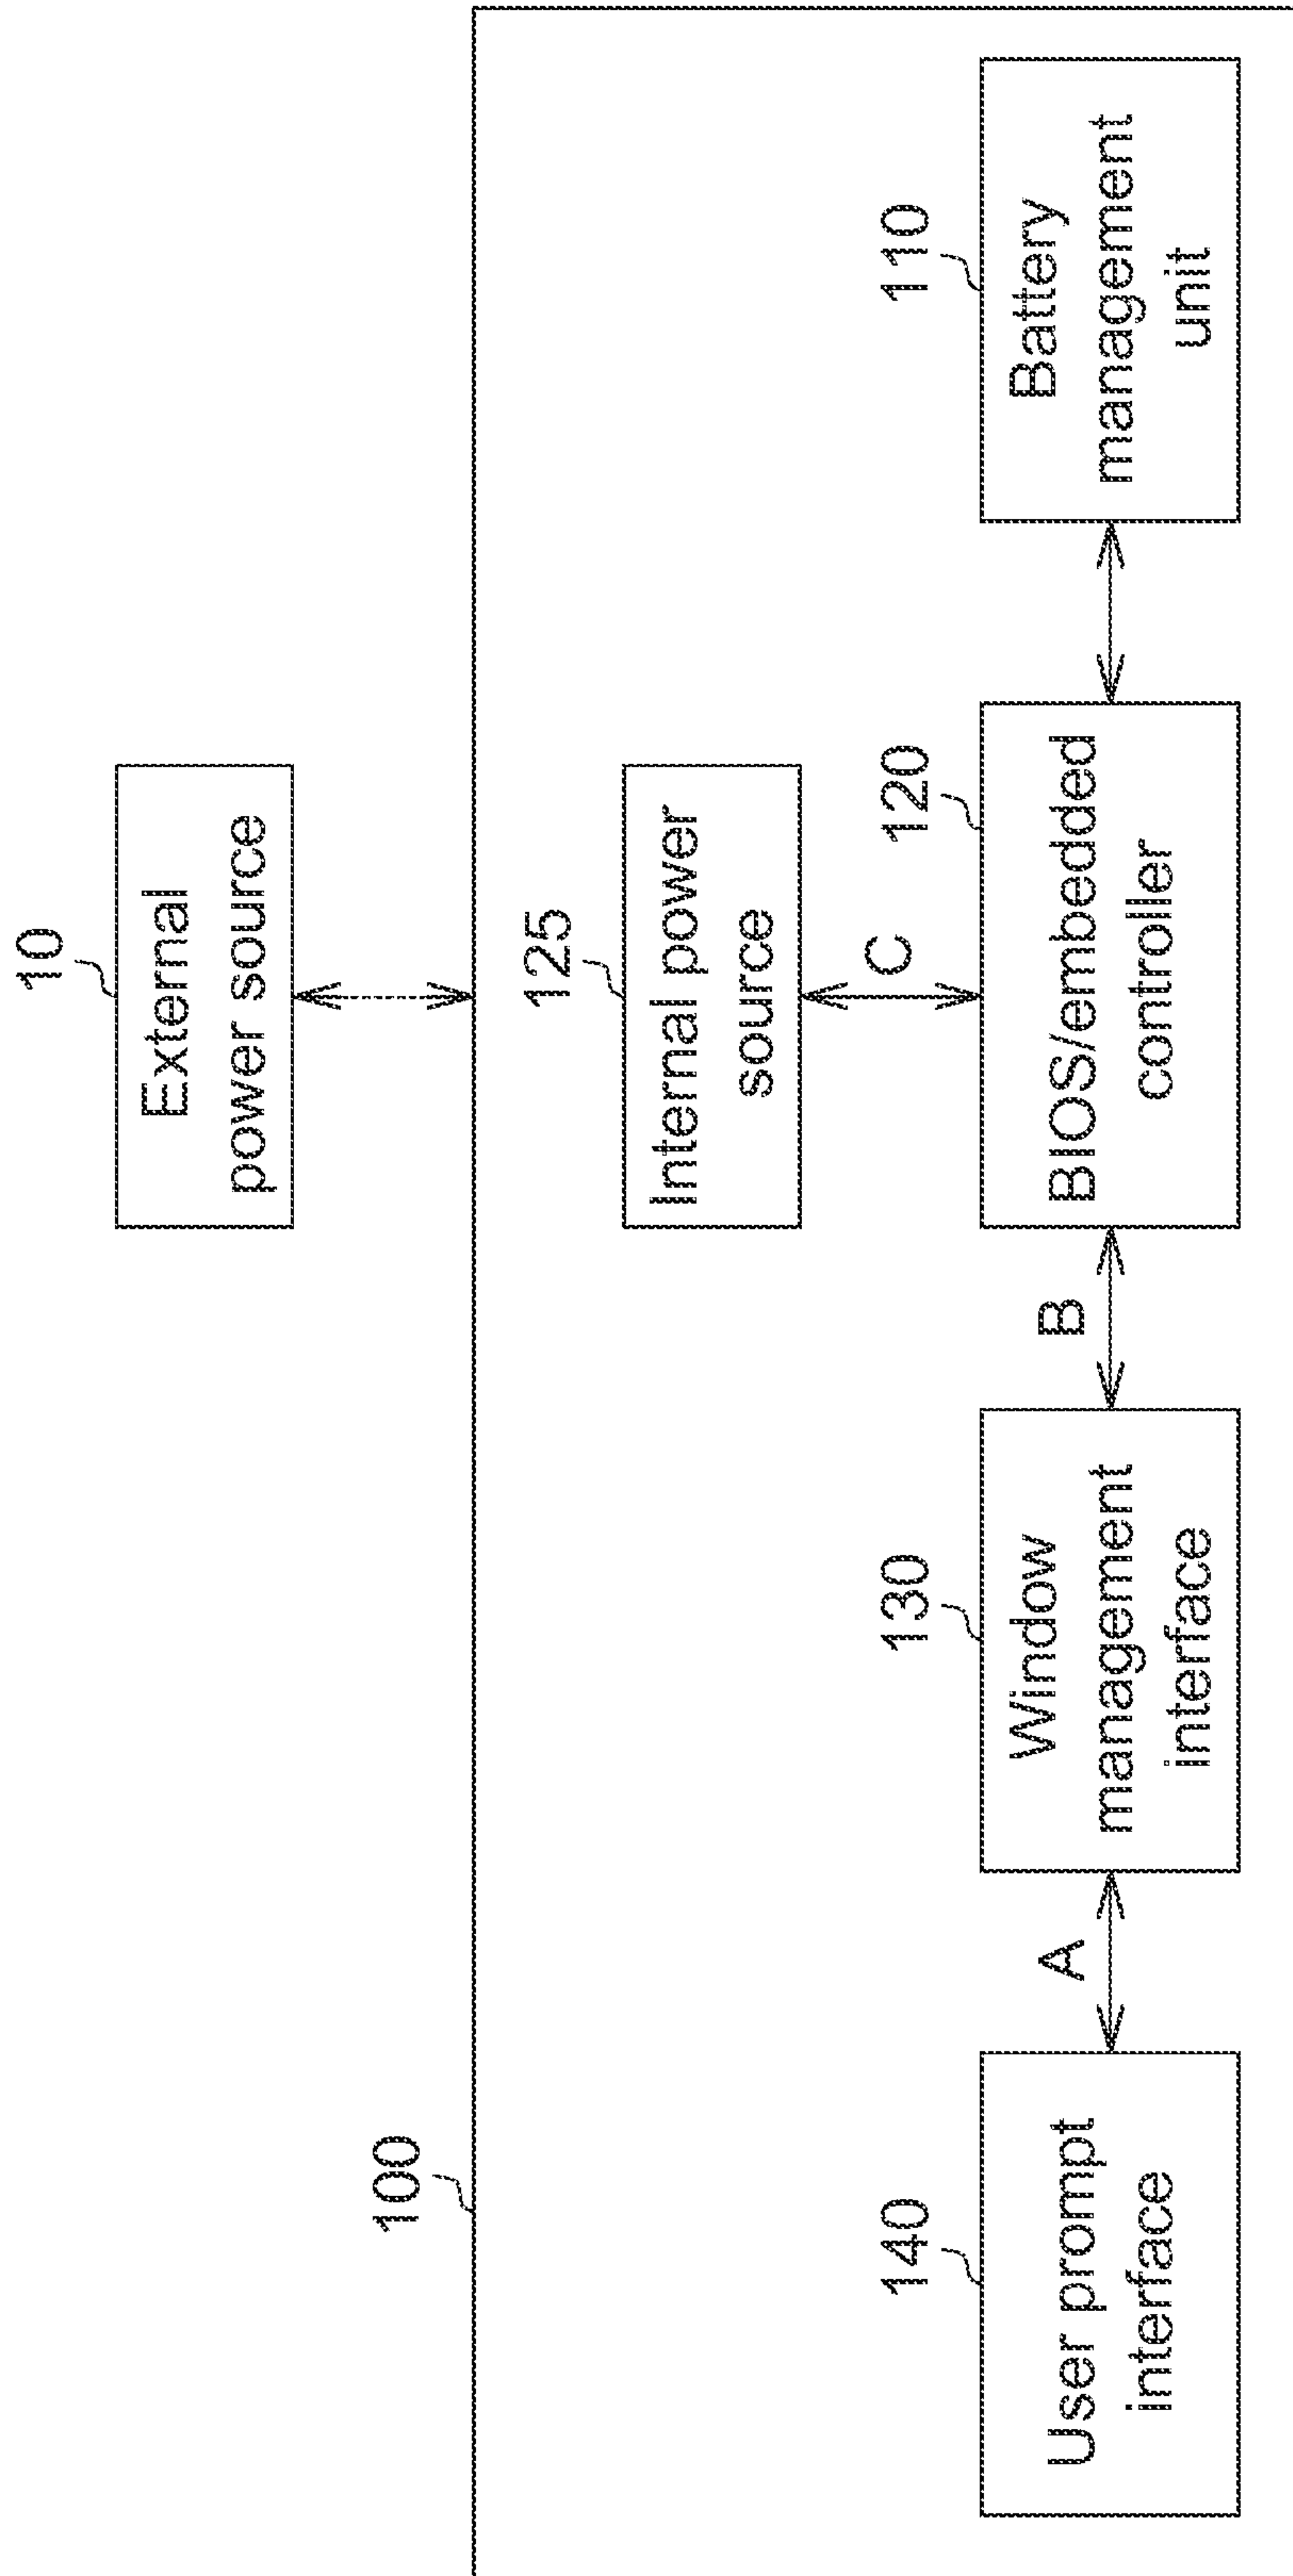 10
External
power source
100
125
Internal power
source
C
140
User prompt
interface
A
130
Window
management
interface
B
120
BIOS/embedded
controller
110
Battery
management
unit